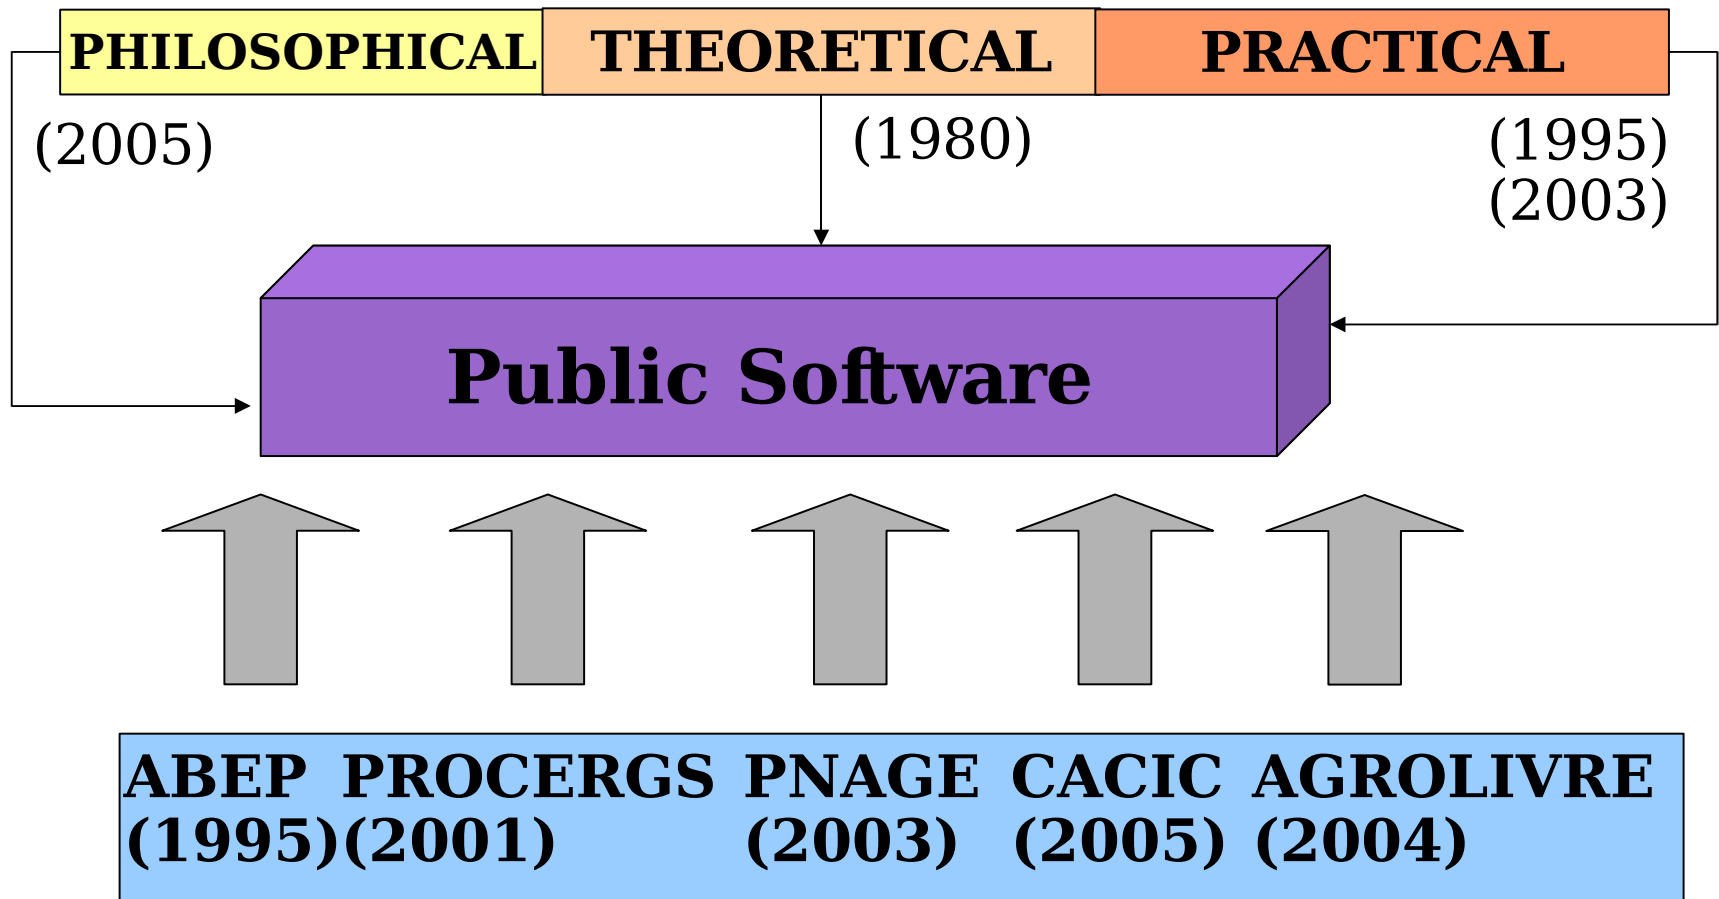 PHILOSOPHICAL THEORETICAL PRACTICAL
(2005) (1980) (1995)
(2003)
Public Software
ABEP PROCERGS PNAGE CACIC AGROLIVRE
(1995)(2001) (2003) (2005) (2004)